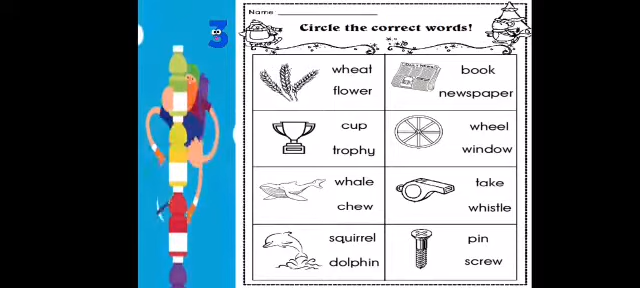 3
Name:
Circle the correct words!
wheat
flower
book
newspaper
cup
trophy
wheel
window
whale
chew
take
whistle
squirrel
dolphin
pin
screw